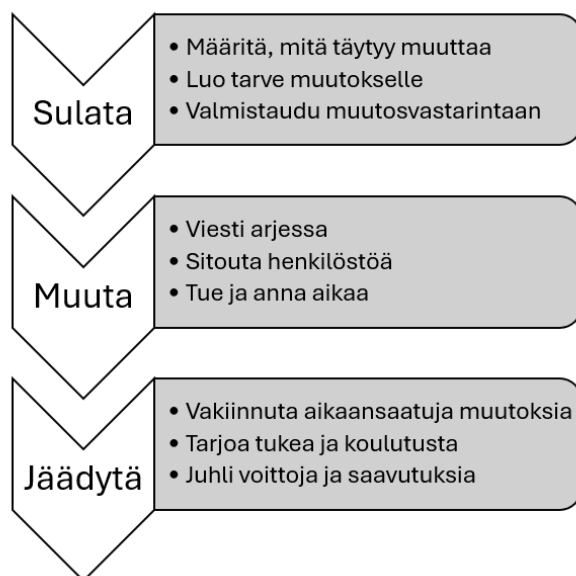 Sulata
• Määritä, mitä täytyy muuttaa
• Luo tarve muutokselle
• Valmistaudu muutosvastarintaan
Muuta
• Viesti arjessa
• Sitouta henkilöstöä
• Tue ja anna aikaa
Jäädytä
• Vakiinnuta aikaansaatuja muutoksia
• Tarjoa tukea ja koulutusta
• Juhli voittoja ja saavutuksia